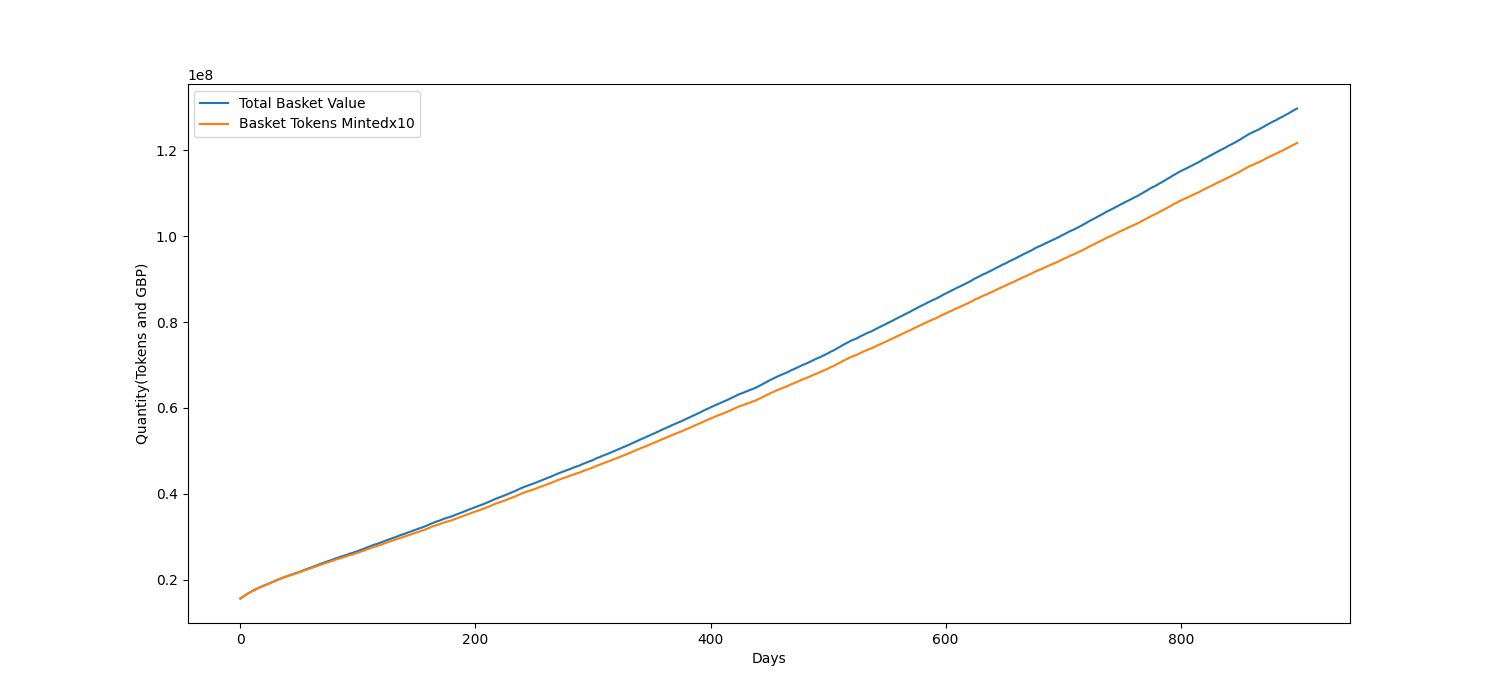 1e8
Total Basket Value
Basket Tokens Mintedx10
1.2
1.0
0.8
0.6
0.4
0.2
Quantity(Tokens and GBP)
0 200 400 600 800
Days